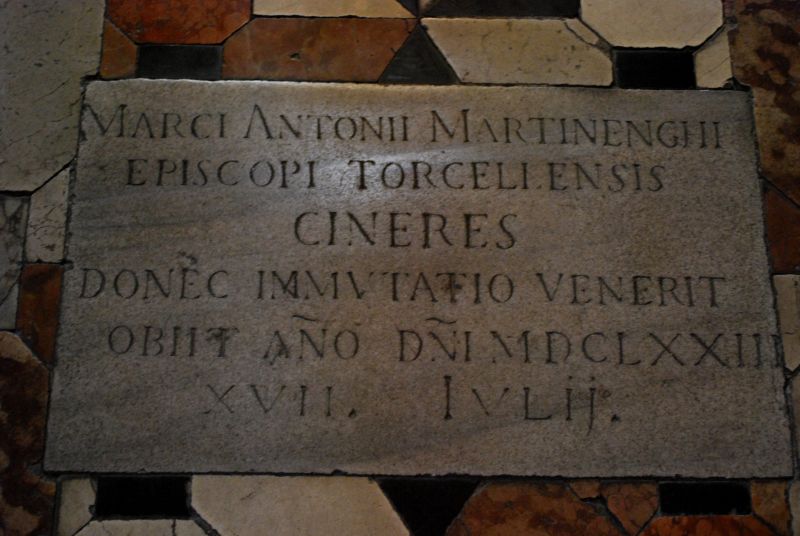 MARCI ANTONII MARTINENGHI
EPISCOPI TORCELLENSIS
CINERES
DONEC IMMVTATIO VENERIT
OBIIT AÑO DÑI MDCLXXIII
XVII. IVLIJ.